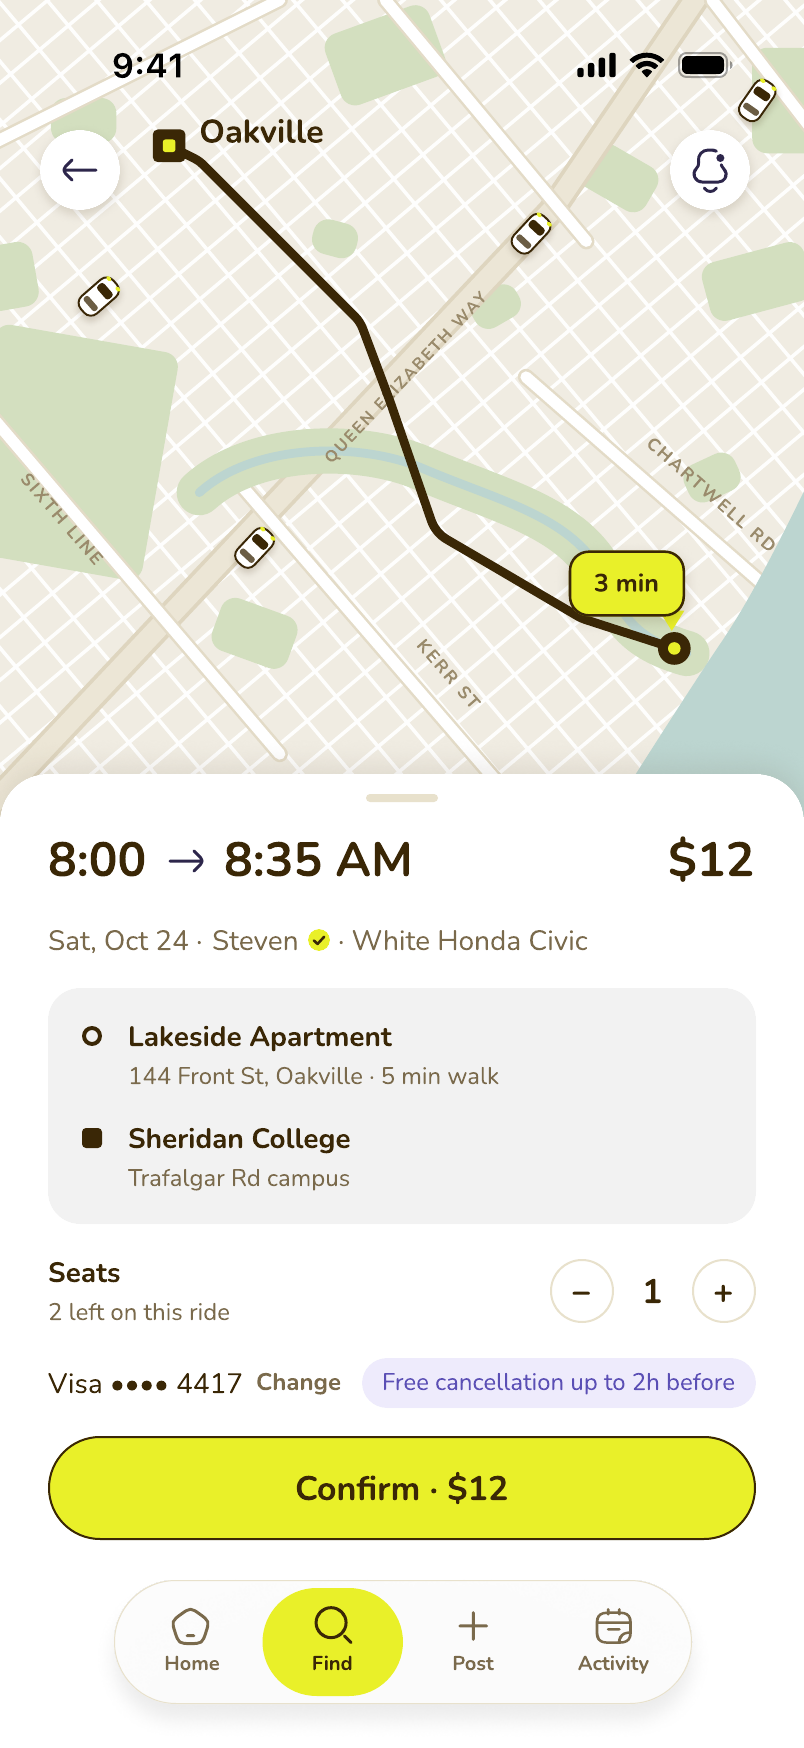 9:41
Oakville
QUEEN ELIZABETH WAY
CHARTWELL RD
SIXTH LINE
3 min
KERR ST
8:00 → 8:35 AM $12
Sat, Oct 24 · Steven · White Honda Civic
Lakeside Apartment
144 Front St, Oakville · 5 min walk
Sheridan College
Trafalgar Rd campus
Seats
2 left on this ride
− 1 +
Visa •••• 4417 Change Free cancellation up to 2h before
Confirm · $12
Home Find Post Activity